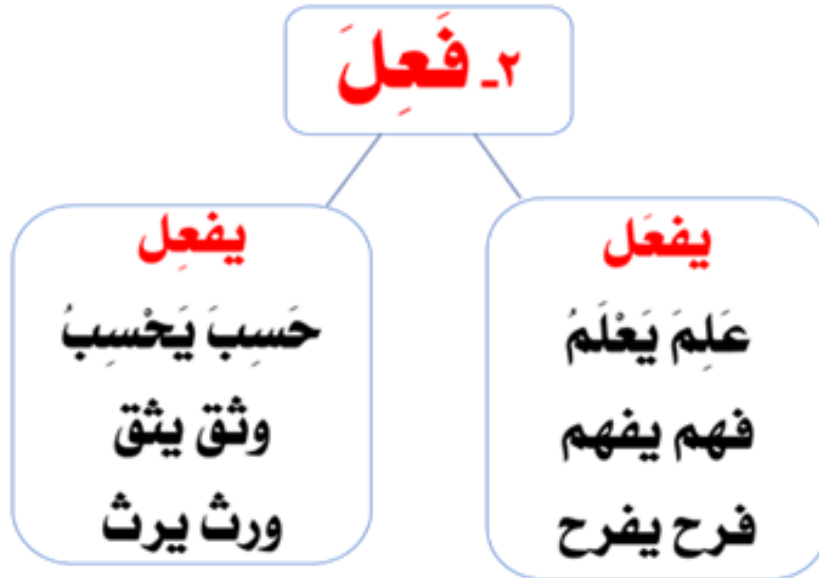 ٢ـ فَعِلَ
يفعَل
عَلِمَ يَعْلَمُ
فهم يفهم
فرح يفرح
يفعِل
حَسِبَ يَحْسِبُ
وثق يثق
ورث يرث